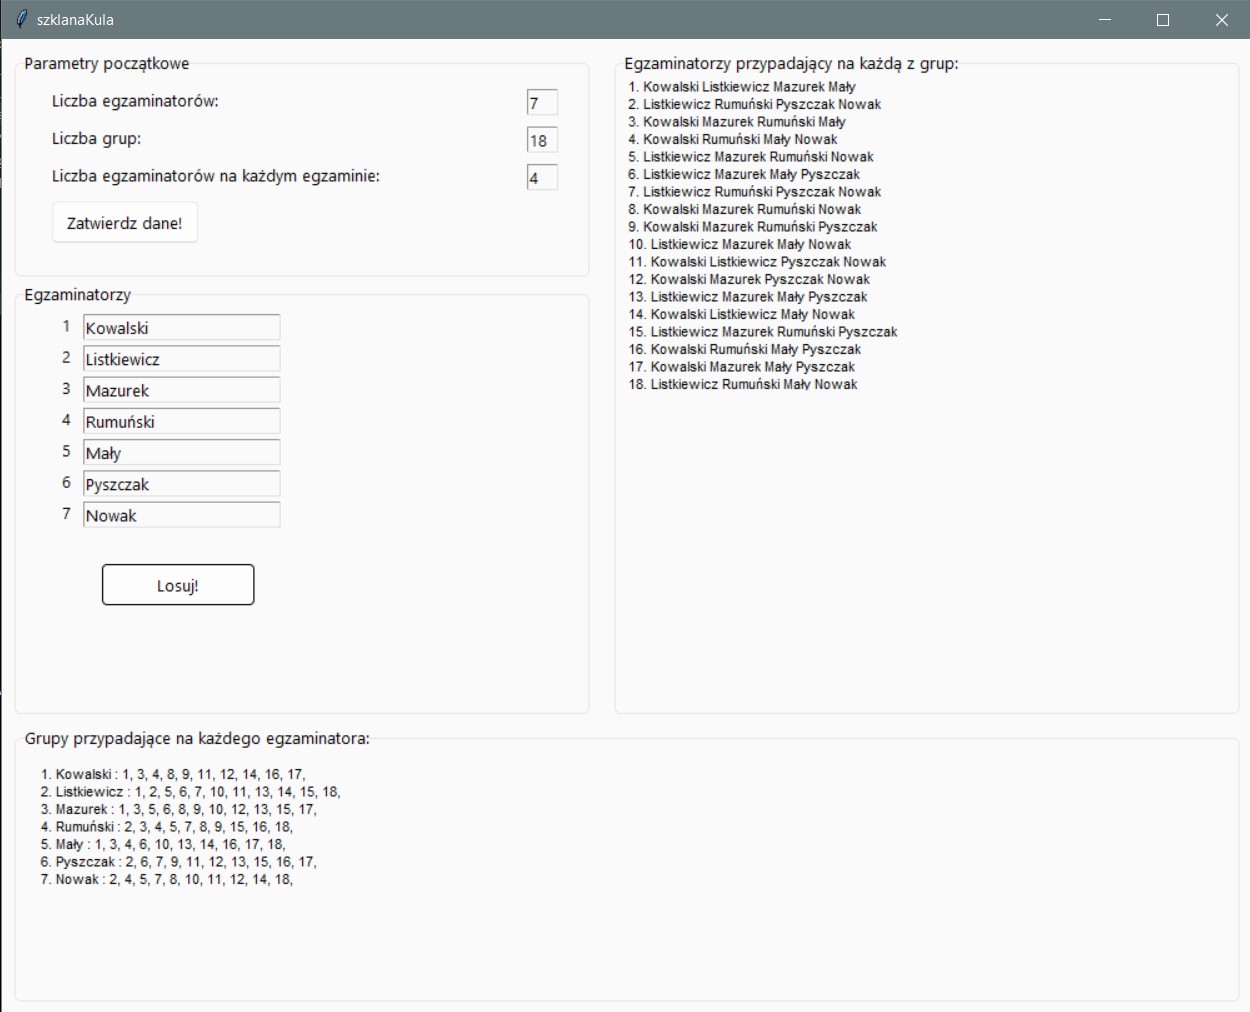 szklanaKula
Parametry początkowe
Liczba egzaminatorów:
7
Liczba grup:
18
Liczba egzaminatorów na każdym egzaminie:
4
Zatwierdz dane!
Egzaminatorzy
1 Kowalski
2 Listkiewicz
3 Mazurek
4 Rumuński
5 Mały
6 Pyszczak
7 Nowak
Losuj!
Egzaminatorzy przypadający na każdą z grup:
1. Kowalski Listkiewicz Mazurek Mały
2. Listkiewicz Rumuński Pyszczak Nowak
3. Kowalski Mazurek Rumuński Mały
4. Kowalski Rumuński Mały Nowak
5. Listkiewicz Mazurek Rumuński Nowak
6. Listkiewicz Mazurek Mały Pyszczak
7. Listkiewicz Rumuński Pyszczak Nowak
8. Kowalski Mazurek Rumuński Nowak
9. Kowalski Mazurek Rumuński Pyszczak
10. Listkiewicz Mazurek Mały Nowak
11. Kowalski Listkiewicz Pyszczak Nowak
12. Kowalski Mazurek Pyszczak Nowak
13. Listkiewicz Mazurek Mały Pyszczak
14. Kowalski Listkiewicz Mały Nowak
15. Listkiewicz Mazurek Rumuński Pyszczak
16. Kowalski Rumuński Mały Pyszczak
17. Kowalski Mazurek Mały Pyszczak
18. Listkiewicz Rumuński Mały Nowak
Grupy przypadające na każdego egzaminatora:
1. Kowalski : 1, 3, 4, 8, 9, 11, 12, 14, 16, 17,
2. Listkiewicz : 1, 2, 5, 6, 7, 10, 11, 13, 14, 15, 18,
3. Mazurek : 1, 3, 5, 6, 8, 9, 10, 12, 13, 15, 17,
4. Rumuński : 2, 3, 4, 5, 7, 8, 9, 15, 16, 18,
5. Mały : 1, 3, 4, 6, 10, 13, 14, 16, 17, 18,
6. Pyszczak : 2, 6, 7, 9, 11, 12, 13, 15, 16, 17,
7. Nowak : 2, 4, 5, 7, 8, 10, 11, 12, 14, 18,